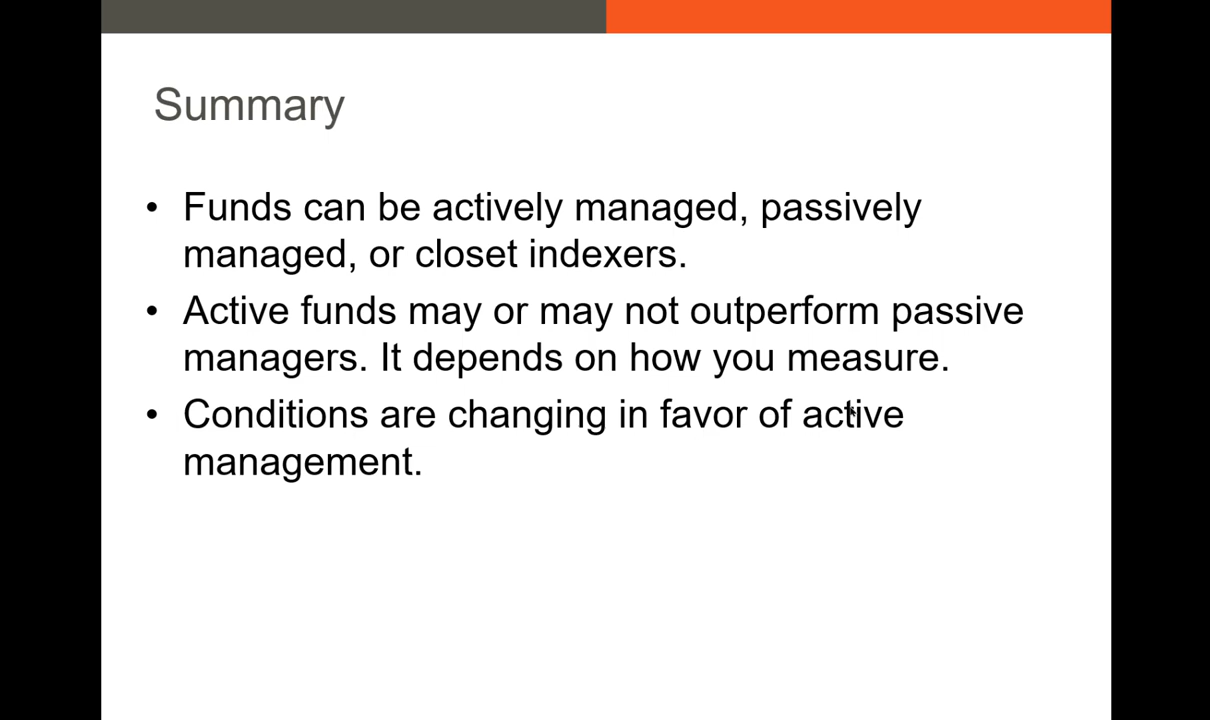 Summary
• Funds can be actively managed, passively
managed, or closet indexers.
• Active funds may or may not outperform passive
managers. It depends on how you measure.
• Conditions are changing in favor of active
management.